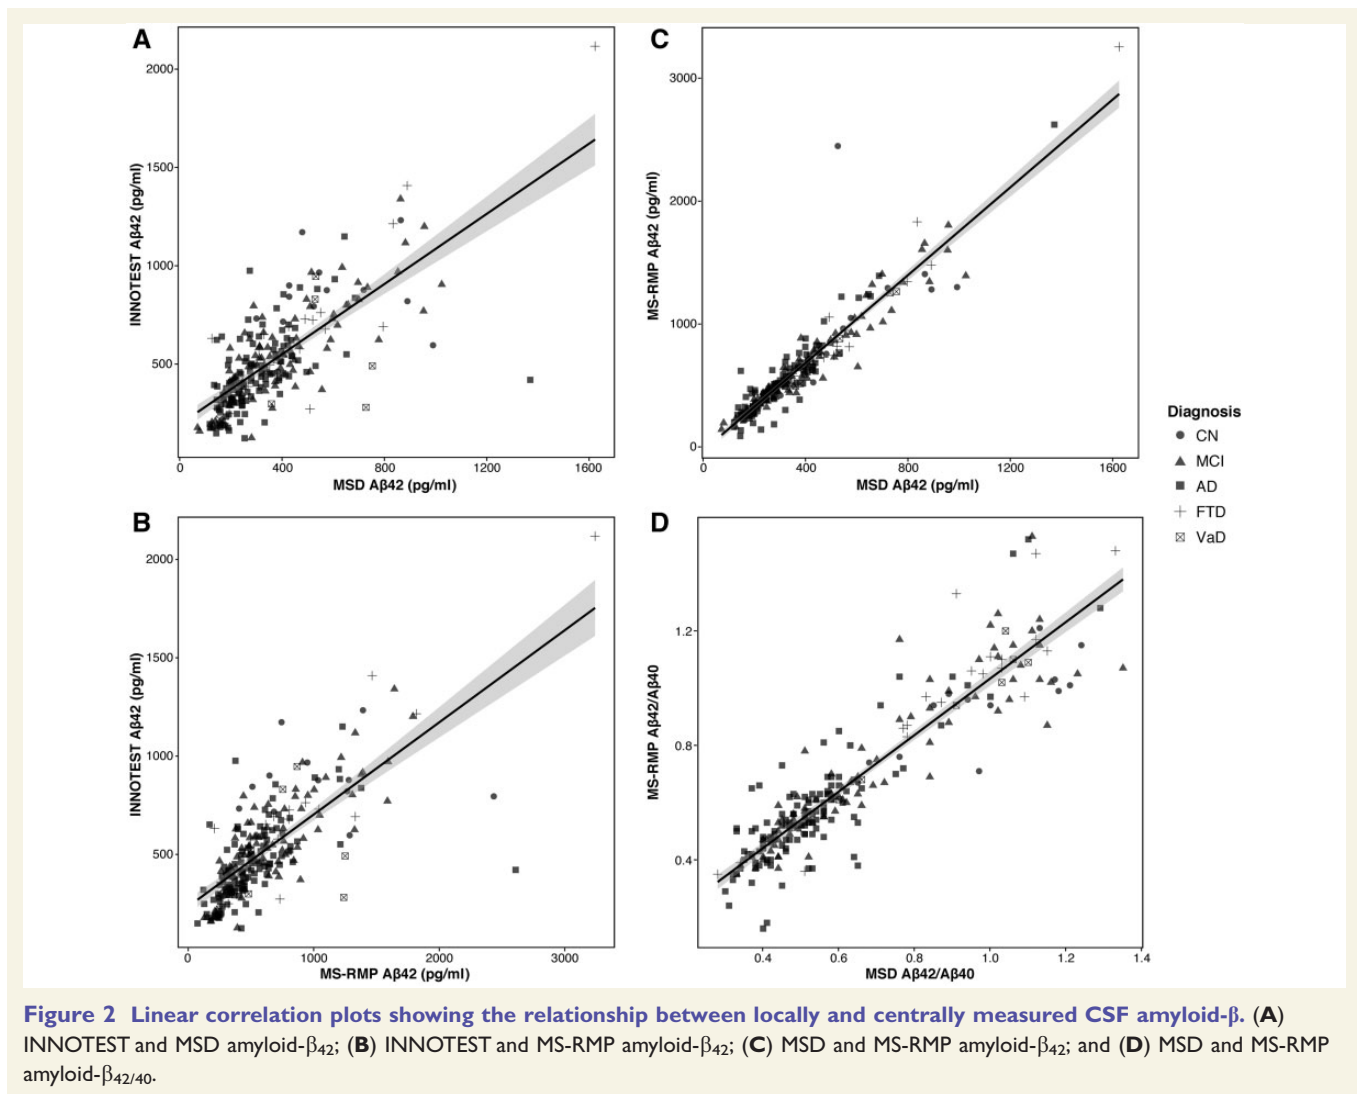 A
2000
1500
1000
500
INNOTEST Aβ42 (pg/ml)
0 400 800 1200 1600
MSD Aβ42 (pg/ml)
C
3000
2000
1000
0
MS-RMP Aβ42 (pg/ml)
0 400 800 1200 1600
MSD Aβ42 (pg/ml)
B
2000
1500
1000
500
INNOTEST Aβ42 (pg/ml)
0 1000 2000 3000
MS-RMP Aβ42 (pg/ml)
D
1.2
0.8
0.4
MS-RMP Aβ42/Aβ40
0.4 0.6 0.8 1.0 1.2 1.4
MSD Aβ42/Aβ40
Diagnosis
CN
MCI
AD
FTD
VaD
Figure 2 Linear correlation plots showing the relationship between locally and centrally measured CSF amyloid-β. (A)
INNOTEST and MSD amyloid-β42; (B) INNOTEST and MS-RMP amyloid-β42; (C) MSD and MS-RMP amyloid-β42; and (D) MSD and MS-RMP
amyloid-β42/40.